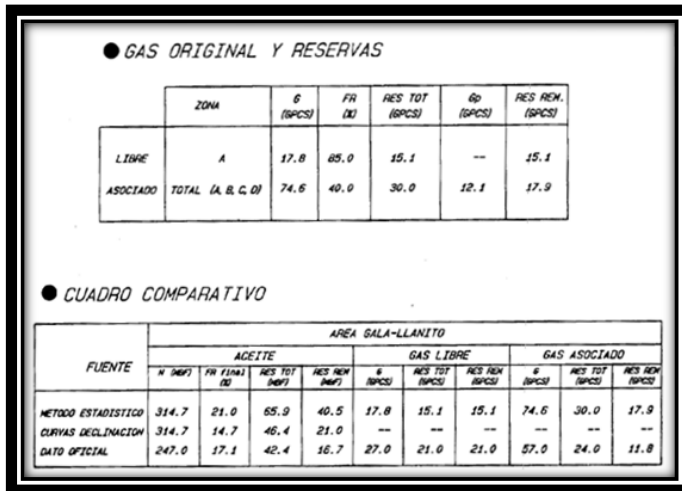 GAS ORIGINAL Y RESERVAS
ZONA G (GPCS) FR (%) RES TOT (GPCS) Gp (GPCS) RES REM. (GPCS)
LIBRE A 17.8 85.0 15.1 -- 15.1
ASOCIADO TOTAL (A, B, C, D) 74.6 40.0 30.0 12.1 17.9
CUADRO COMPARATIVO
AREA GALA-LLANITO
FUENTE ACEITE GAS LIBRE GAS ASOCIADO
N (MBF) FR final (%) RES TOT (MBF) RES REM (MBF) G (GPCS) RES TOT (GPCS) RES REM (GPCS) G (GPCS) RES TOT (GPCS) RES REM (GPCS)
METODO ESTADISTICO 314.7 21.0 65.9 40.5 17.8 15.1 15.1 74.6 30.0 17.9
CURVAS DECLINACION 314.7 14.7 46.4 21.0 -- -- -- -- -- --
DATO OFICIAL 247.0 17.1 42.4 16.7 27.0 21.0 21.0 57.0 24.0 11.8